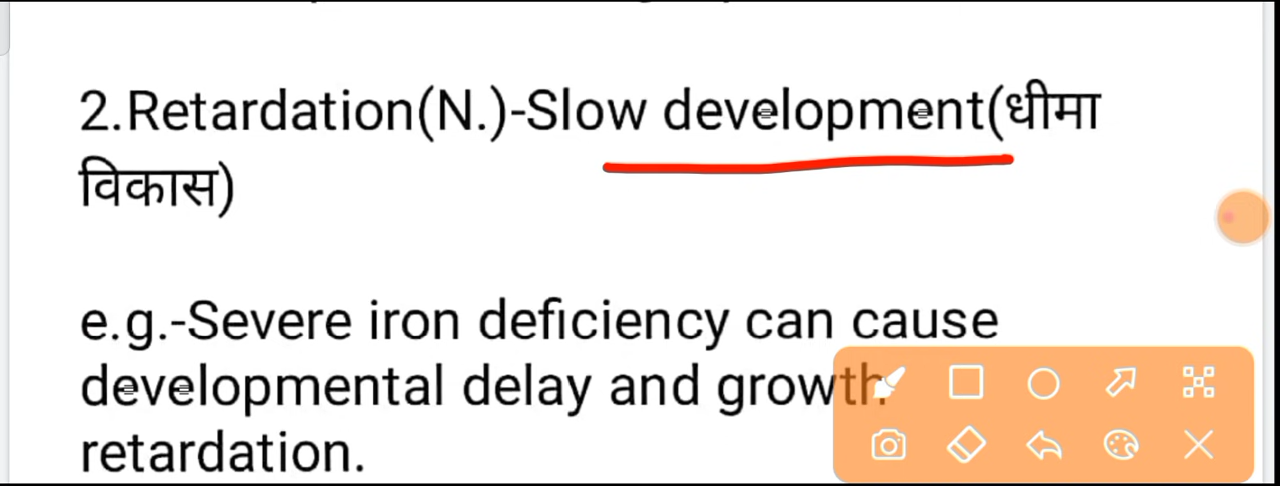 2.Retardation(N.)-Slow development(धीमा
विकास)
e.g.-Severe iron deficiency can cause
developmental delay and growth
retardation.